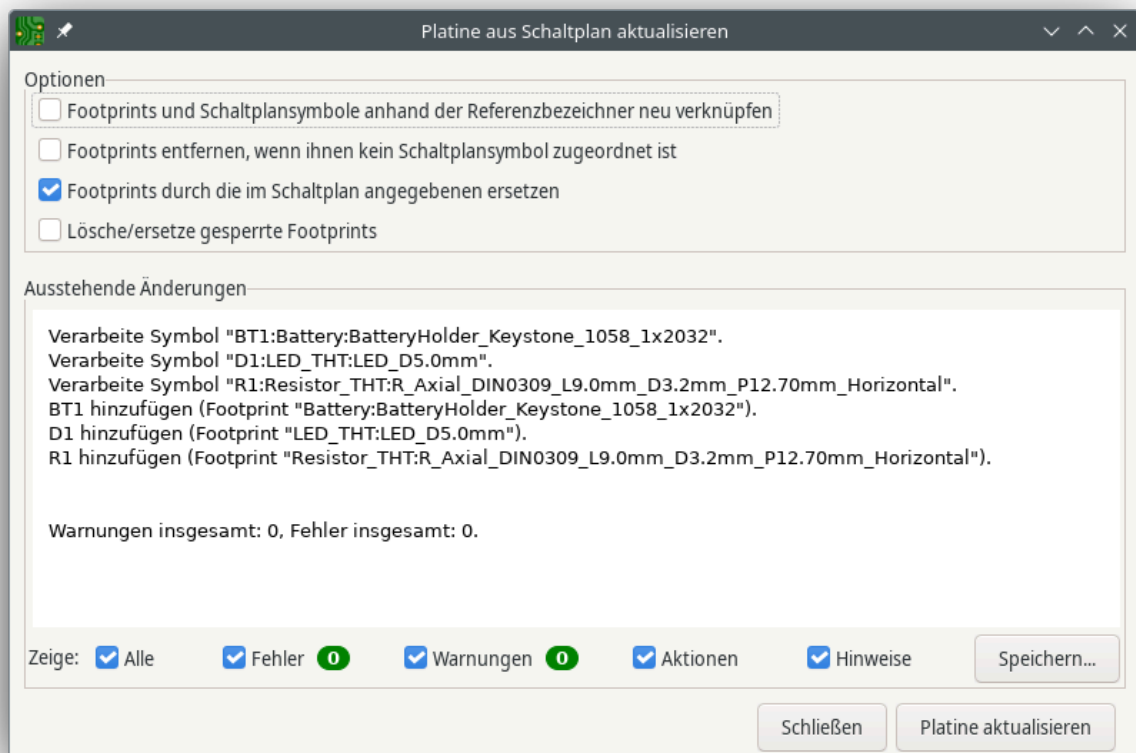 Platine aus Schaltplan aktualisieren
Optionen
Footprints und Schaltplansymbole anhand der Referenzbezeichner neu verknüpfen
Footprints entfernen, wenn ihnen kein Schaltplansymbol zugeordnet ist
Footprints durch die im Schaltplan angegebenen ersetzen
Lösche/ersetze gesperrte Footprints
Ausstehende Änderungen
Verarbeite Symbol "BT1:Battery:BatteryHolder_Keystone_1058_1x2032".
Verarbeite Symbol "D1:LED_THT:LED_D5.0mm".
Verarbeite Symbol "R1:Resistor_THT:R_Axial_DIN0309_L9.0mm_D3.2mm_P12.70mm_Horizontal".
BT1 hinzufügen (Footprint "Battery:BatteryHolder_Keystone_1058_1x2032").
D1 hinzufügen (Footprint "LED_THT:LED_D5.0mm").
R1 hinzufügen (Footprint "Resistor_THT:R_Axial_DIN0309_L9.0mm_D3.2mm_P12.70mm_Horizontal").
Warnungen insgesamt: 0, Fehler insgesamt: 0.
Zeige: Alle Fehler 0 Warnungen 0 Aktionen Hinweise Speichern...
Schließen Platine aktualisieren